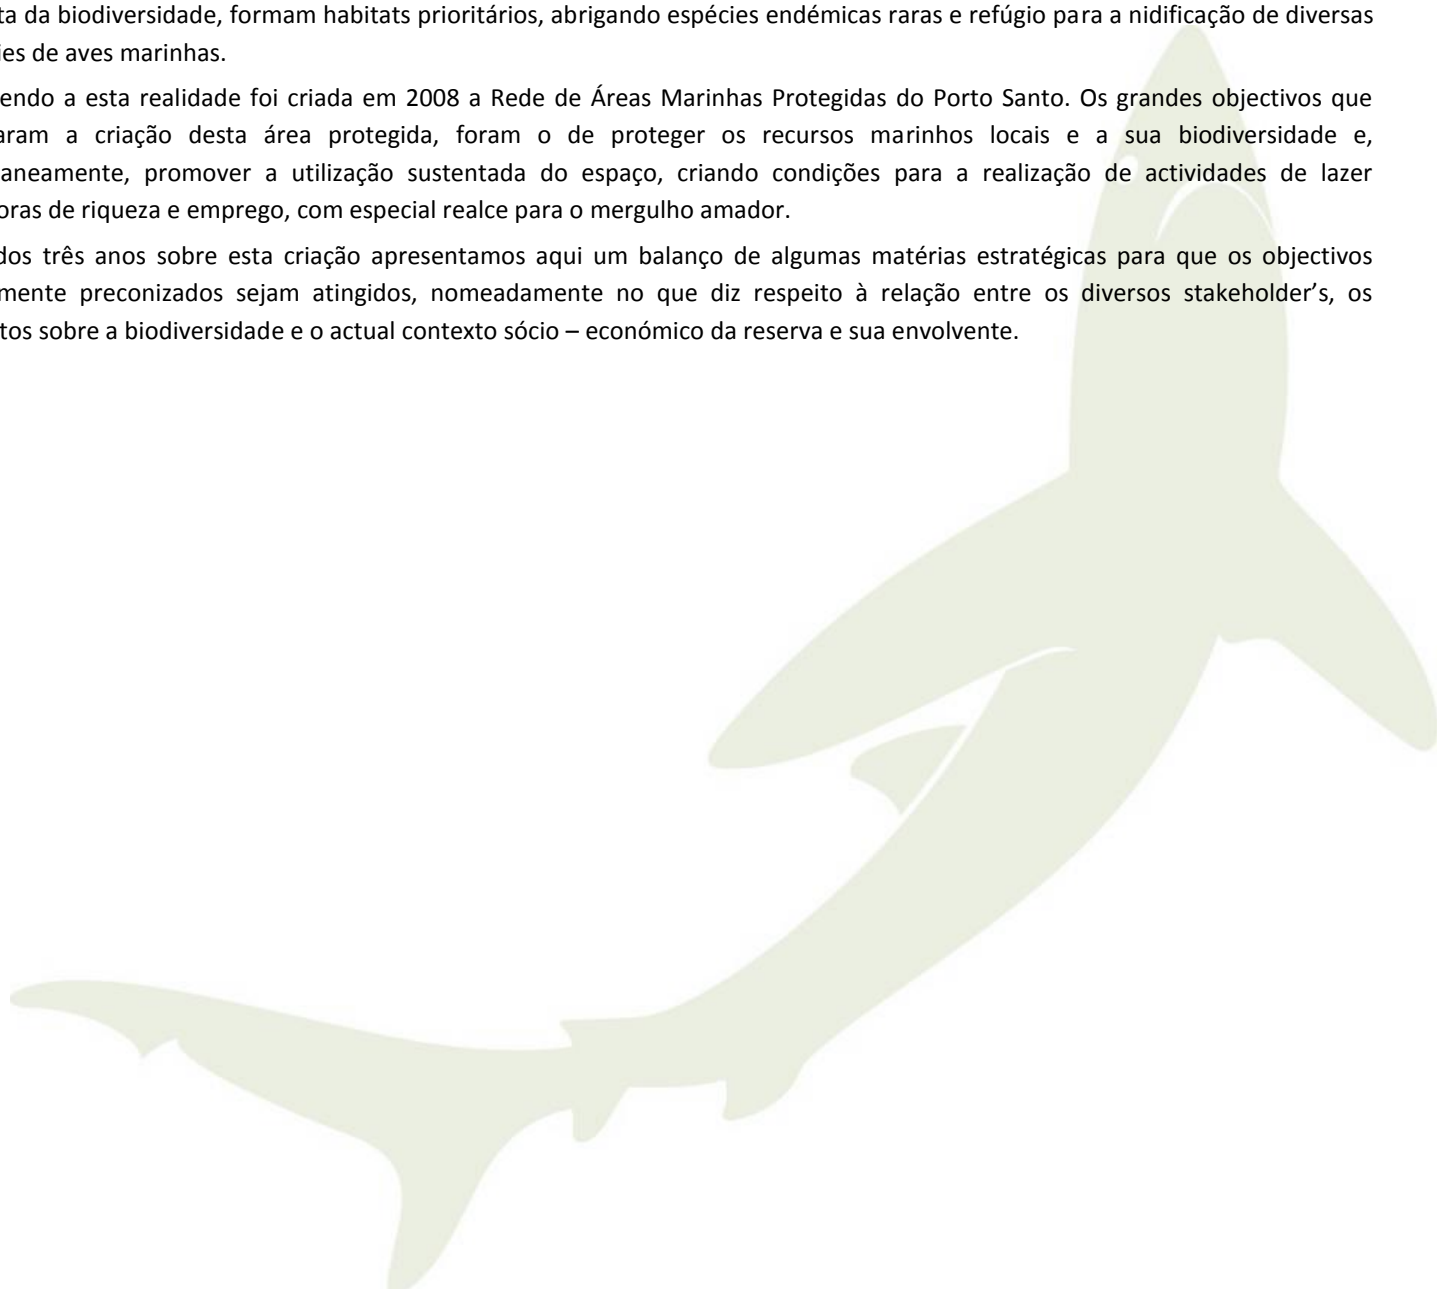 ta da biodiversidade, formam habitats prioritários, abrigando espécies endémicas raras e refúgio para a nidificação de diversas
ies de aves marinhas.
endo a esta realidade foi criada em 2008 a Rede de Áreas Marinhas Protegidas do Porto Santo. Os grandes objectivos que
aram a criação desta área protegida, foram o de proteger os recursos marinhos locais e a sua biodiversidade e,
aneamente, promover a utilização sustentada do espaço, criando condições para a realização de actividades de lazer
oras de riqueza e emprego, com especial realce para o mergulho amador.
dos três anos sobre esta criação apresentamos aqui um balanço de algumas matérias estratégicas para que os objectivos
mente preconizados sejam atingidos, nomeadamente no que diz respeito à relação entre os diversos stakeholder’s, os
tos sobre a biodiversidade e o actual contexto sócio – económico da reserva e sua envolvente.